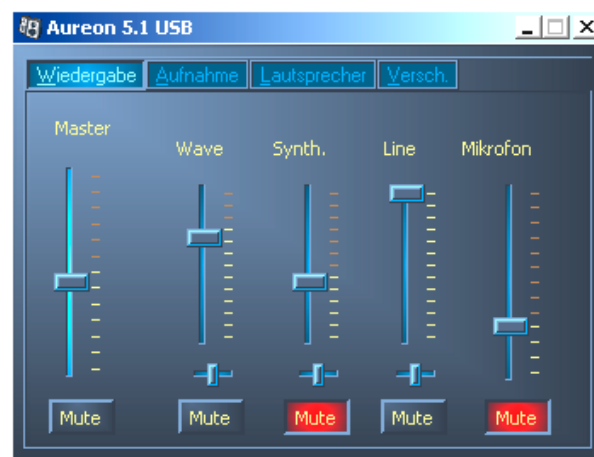 Aureon 5.1 USB
Wiedergabe Aufnahme Lautsprecher Versch.
Master Wave Synth. Line Mikrofon
Mute Mute Mute Mute Mute